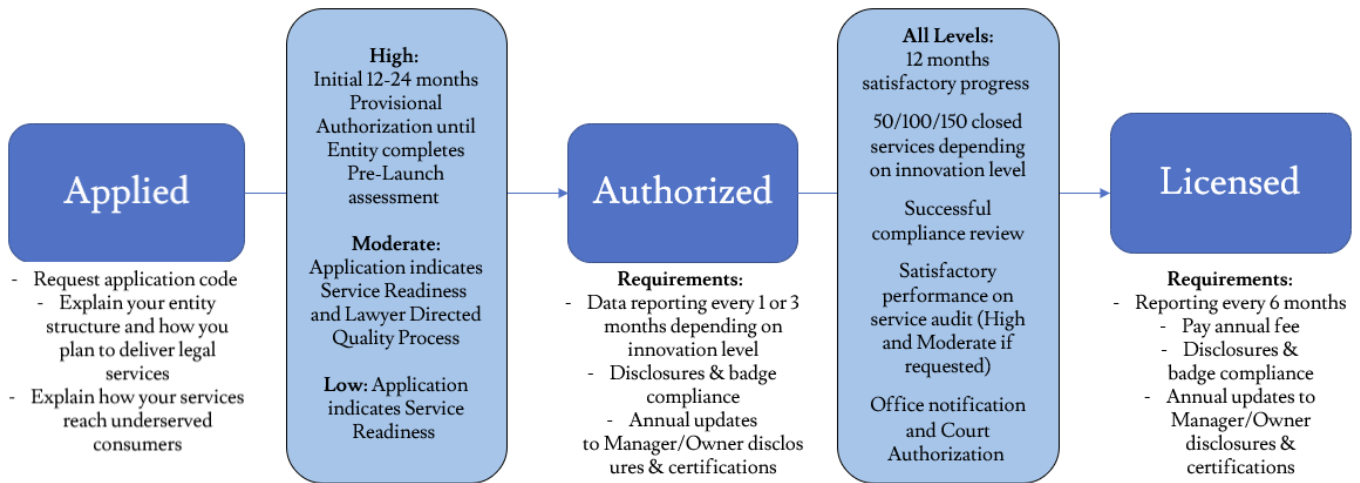 Applied
- Request application code
- Explain your entity
structure and how you
plan to deliver legal
services
- Explain how your services
reach underserved
consumers
High:
Initial 12-24 months
Provisional
Authorization until
Entity completes
Pre-Launch
assessment
Moderate:
Application indicates
Service Readiness
and Lawyer Directed
Quality Process
Low: Application
indicates Service
Readiness
Authorized
Requirements:
- Data reporting every 1 or 3
months depending on
innovation level
- Disclosures & badge
compliance
- Annual updates
to Manager/Owner disclos
ures & certifications
All Levels:
12 months
satisfactory progress
50/100/150 closed
services depending
on innovation level
Successful
compliance review
Satisfactory
performance on
service audit (High
and Moderate if
requested)
Office notification
and Court
Authorization
Licensed
Requirements:
- Reporting every 6 months
- Pay annual fee
- Disclosures &
badge compliance
- Annual updates to
Manager/Owner
disclosures &
certifications